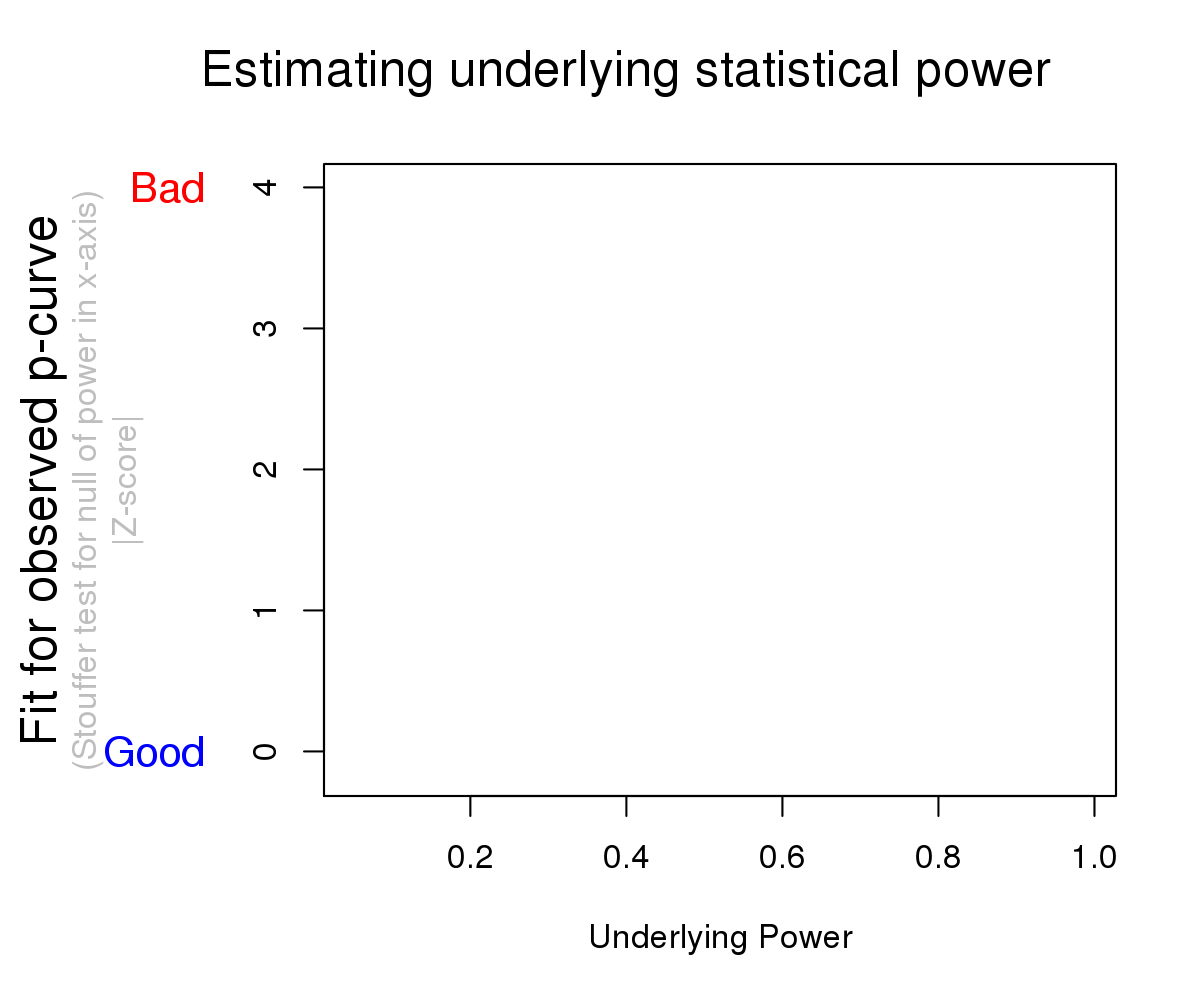 Estimating underlying statistical power
Fit for observed p-curve
(Stouffer test for null of power in x-axis)
|Z-score|
Bad
Good
4
3
2
1
0
0.2 0.4 0.6 0.8 1.0
Underlying Power